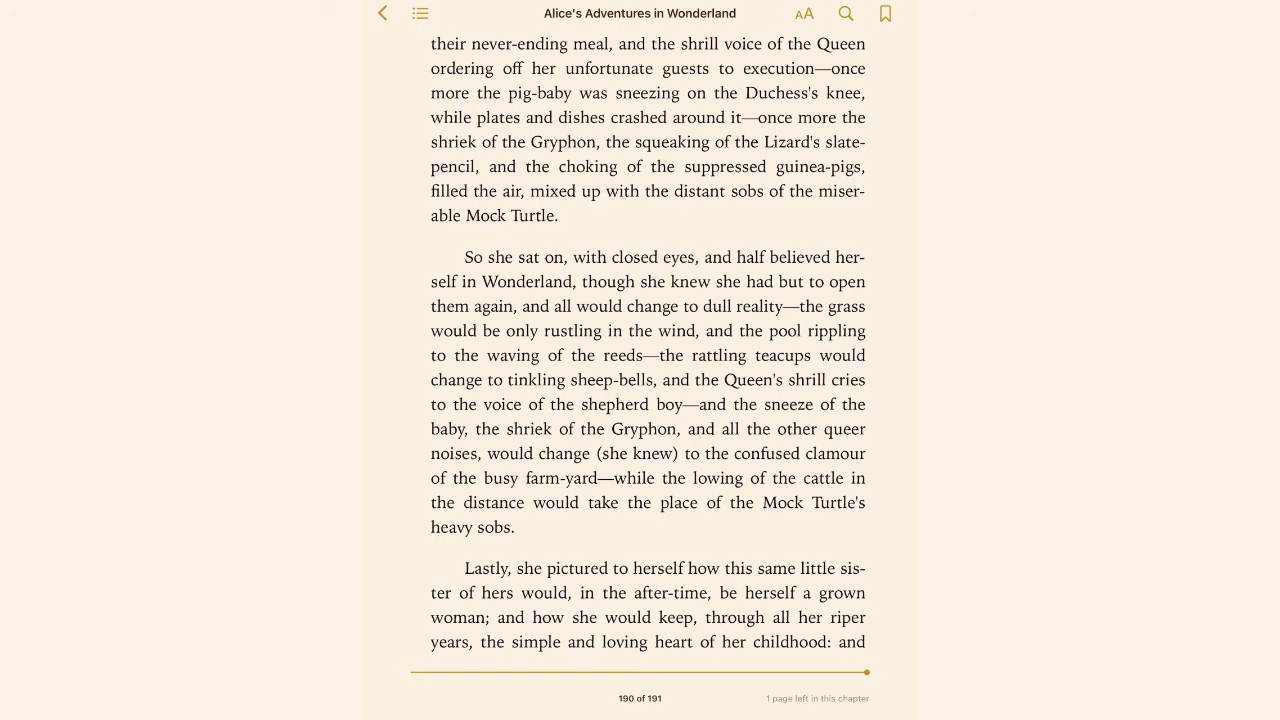 Alice's Adventures in Wonderland
AA
their never-ending meal, and the shrill voice of the Queen
ordering off her unfortunate guests to execution—once
more the pig-baby was sneezing on the Duchess's knee,
while plates and dishes crashed around it—once more the
shriek of the Gryphon, the squeaking of the Lizard's slate-
pencil, and the choking of the suppressed guinea-pigs,
filled the air, mixed up with the distant sobs of the miser-
able Mock Turtle.
So she sat on, with closed eyes, and half believed her-
self in Wonderland, though she knew she had but to open
them again, and all would change to dull reality—the grass
would be only rustling in the wind, and the pool rippling
to the waving of the reeds—the rattling teacups would
change to tinkling sheep-bells, and the Queen's shrill cries
to the voice of the shepherd boy—and the sneeze of the
baby, the shriek of the Gryphon, and all the other queer
noises, would change (she knew) to the confused clamour
of the busy farm-yard—while the lowing of the cattle in
the distance would take the place of the Mock Turtle's
heavy sobs.
Lastly, she pictured to herself how this same little sis-
ter of hers would, in the after-time, be herself a grown
woman; and how she would keep, through all her riper
years, the simple and loving heart of her childhood: and
190 of 191
1 page left in this chapter